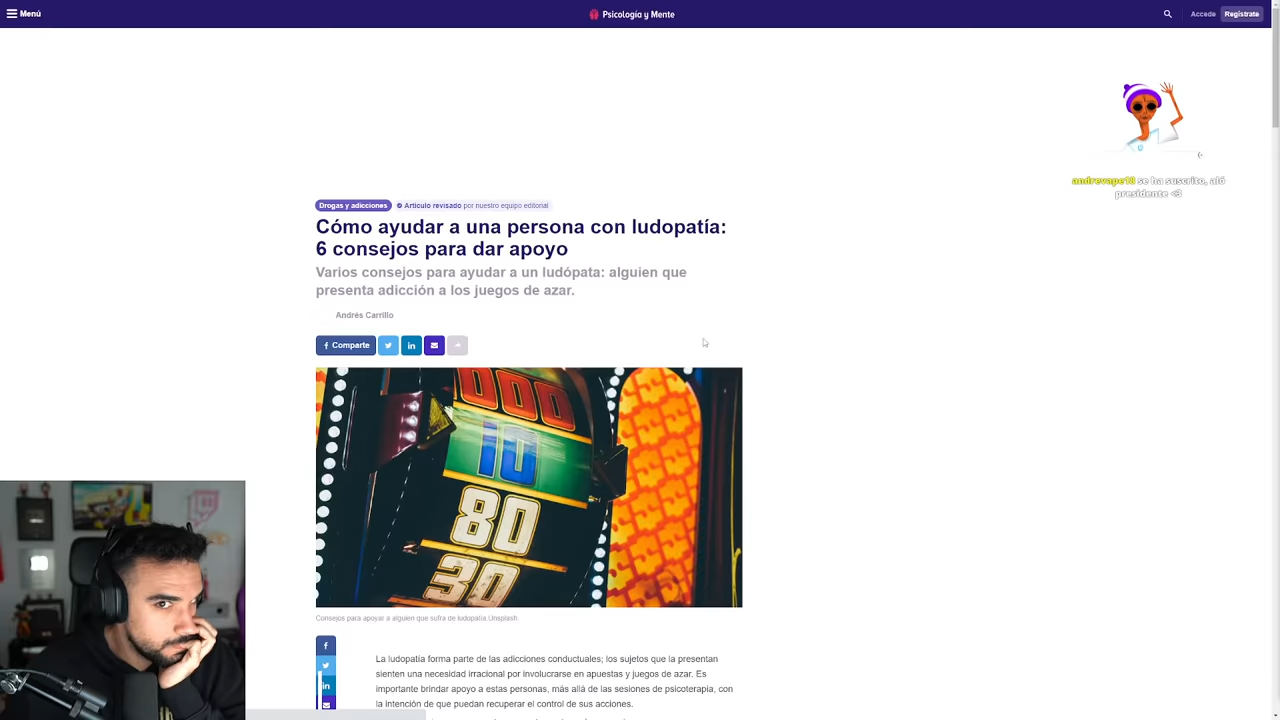 Menú
Psicología y Mente
Accede
Regístrate
andrevape18 se ha suscrito, aló
presidente <3
Drogas y adicciones
Artículo revisado por nuestro equipo editorial
Cómo ayudar a una persona con ludopatía:
6 consejos para dar apoyo
Varios consejos para ayudar a un ludópata: alguien que
presenta adicción a los juegos de azar.
Andrés Carrillo
Comparte
000
10
80
30
Consejos para apoyar a alguien que sufra de ludopatía.Unsplash.
La ludopatía forma parte de las adicciones conductuales; los sujetos que la presentan
sienten una necesidad irracional por involucrarse en apuestas y juegos de azar. Es
importante brindar apoyo a estas personas, más allá de las sesiones de psicoterapia, con
la intención de que puedan recuperar el control de sus acciones.